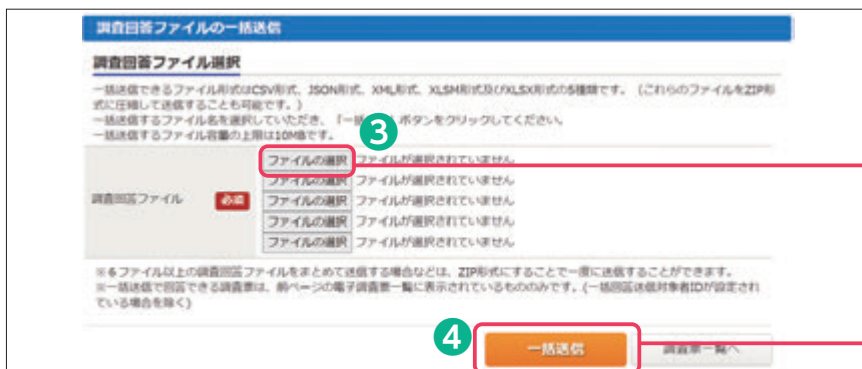 調査回答ファイルの一括送信
調査回答ファイル選択
一括送信できるファイル形式はCSV形式、JSON形式、XML形式、XLSM形式及びXLSX形式の5種類です。（これらのファイルをZIP形
式に圧縮して送信することも可能です。）
一括送信するファイル名を選択していただき、「一括 ボタンをクリックしてください。
一括送信するファイル容量の上限は10MBです。
3
ファイルの選択 ファイルが選択されていません
ファイルの選択 ファイルが選択されていません
調査回答ファイル 必須 ファイルの選択 ファイルが選択されていません
ファイルの選択 ファイルが選択されていません
ファイルの選択 ファイルが選択されていません
※6ファイル以上の調査回答ファイルをまとめて送信する場合などは、ZIP形式にすることで一度に送信することができます。
※一括送信で回答できる調査票は、前ページの電子調査票一覧に表示されているもののみです。(一括回答送信対象者IDが設定され
ている場合を除く)
4
一括送信 調査票一覧へ